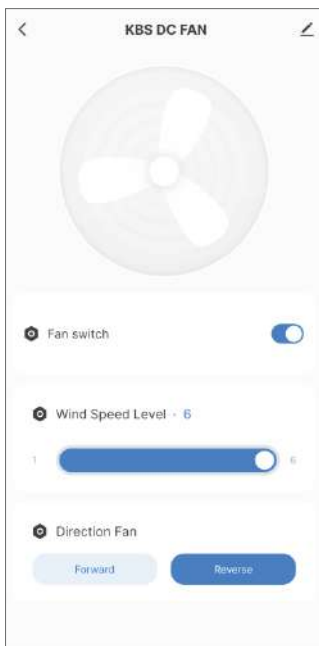 KBS DC FAN
Fan switch
Wind Speed Level · 6
1 6
Direction Fan
Forward Reverse